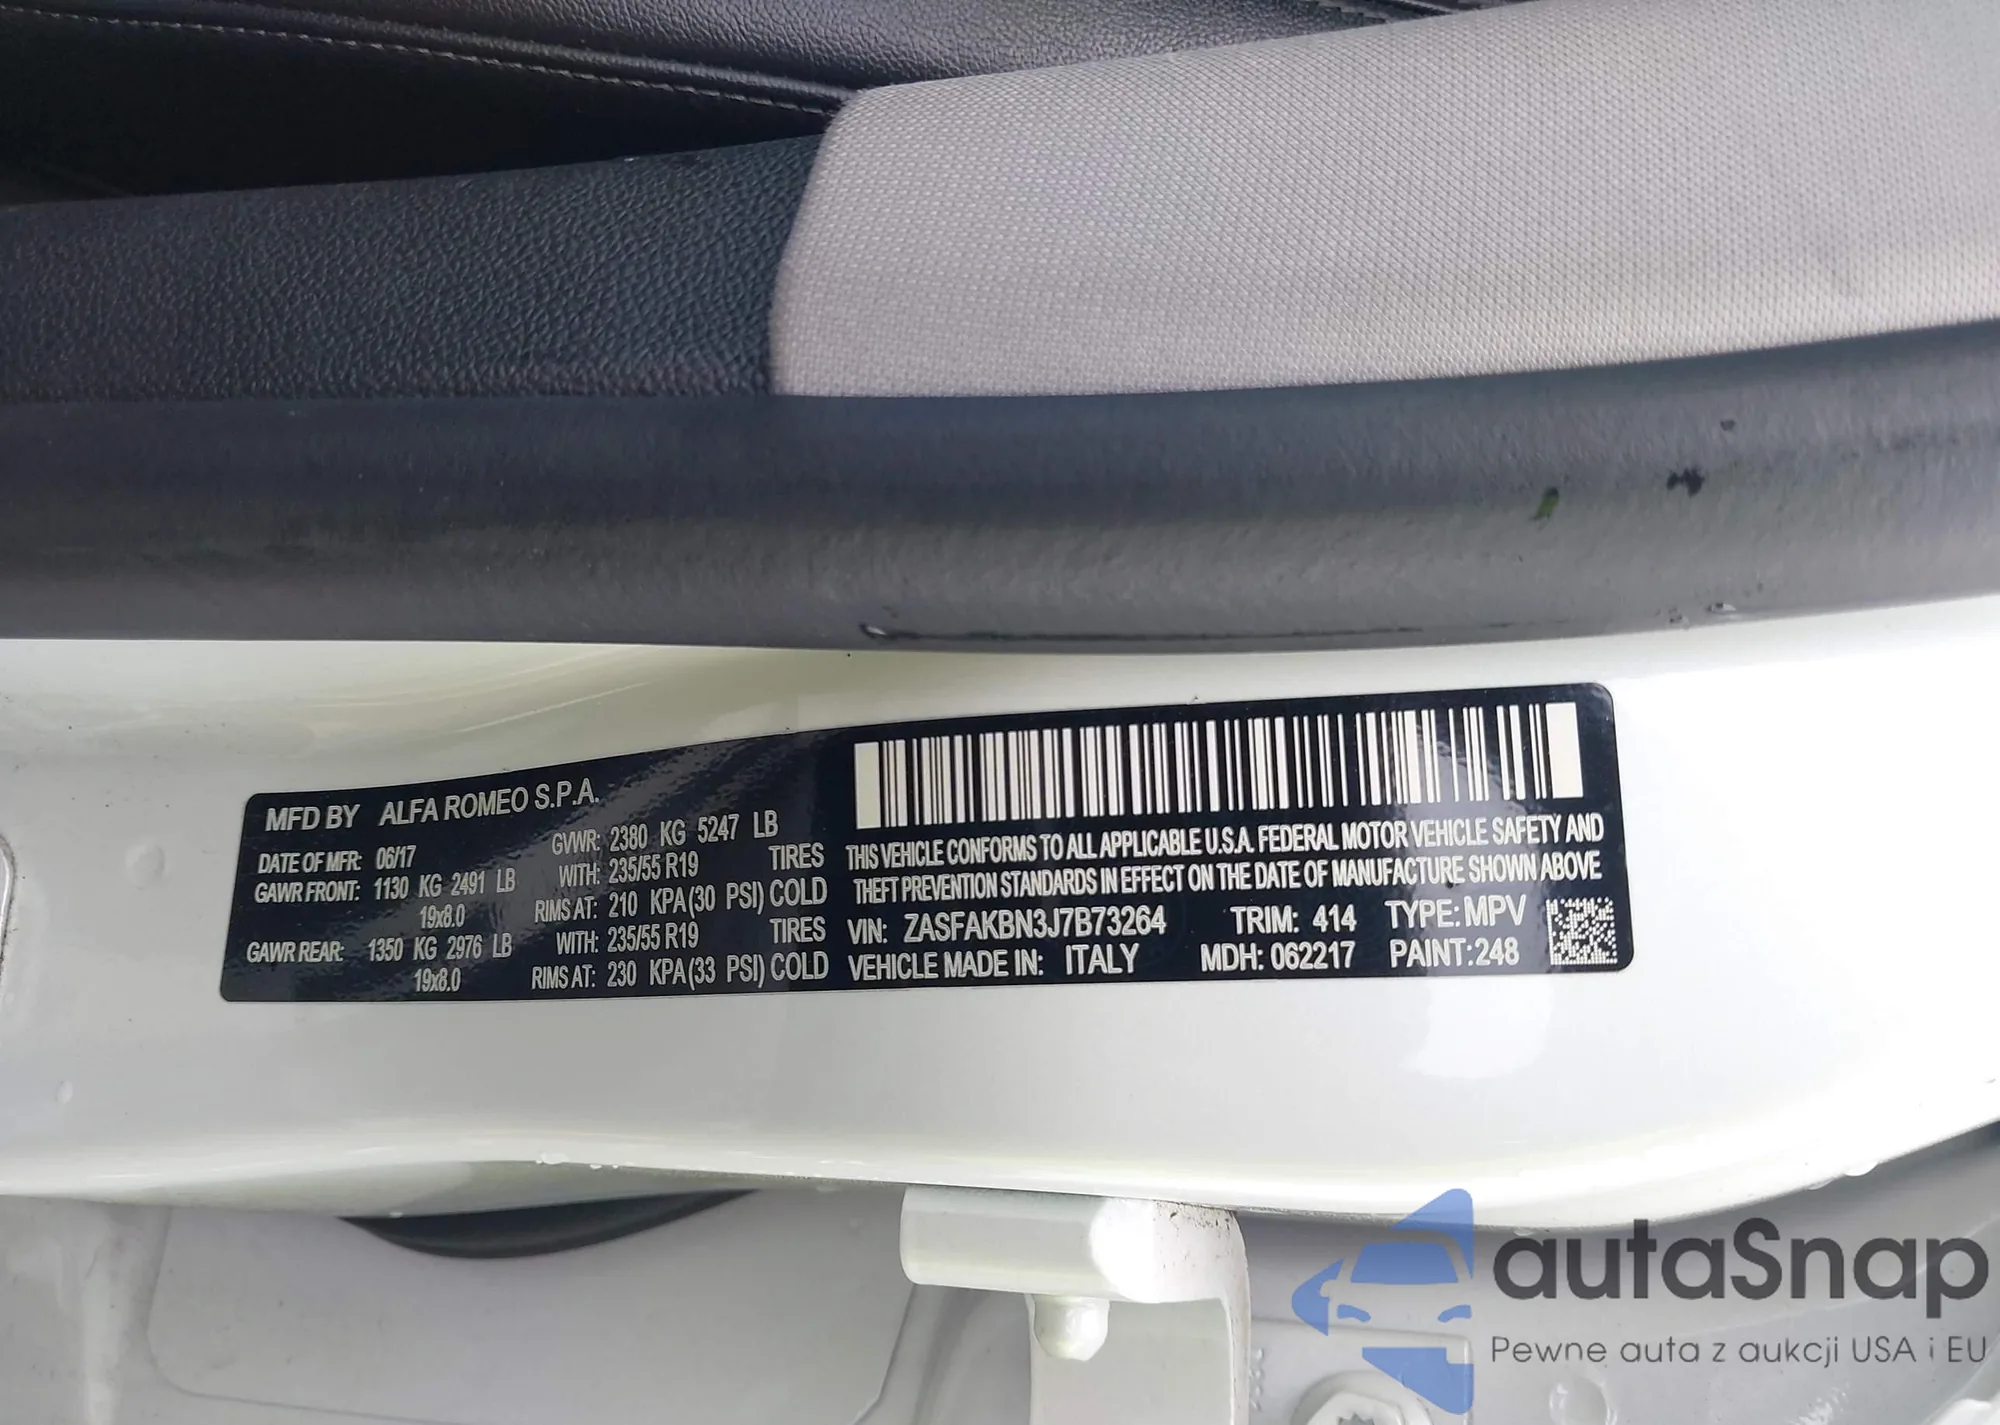 MFD BY ALFA ROMEO S.P.A.
DATE OF MFR: 06/17 GVWR: 2380 KG 5247 LB
GAWR FRONT: 1130 KG 2491 LB WITH: 235/55 R19 TIRES
19x8.0 RIMS AT: 210 KPA(30 PSI) COLD
GAWR REAR: 1350 KG 2976 LB WITH: 235/55 R19 TIRES
19x8.0 RIMS AT: 230 KPA(33 PSI) COLD
THIS VEHICLE CONFORMS TO ALL APPLICABLE U.S.A. FEDERAL MOTOR VEHICLE SAFETY AND
THEFT PREVENTION STANDARDS IN EFFECT ON THE DATE OF MANUFACTURE SHOWN ABOVE
VIN: ZASFAKBN3J7B73264 TRIM: 414 TYPE: MPV
VEHICLE MADE IN: ITALY MDH: 062217 PAINT:248
autaSnap
Pewne auta z aukcji USA i EU